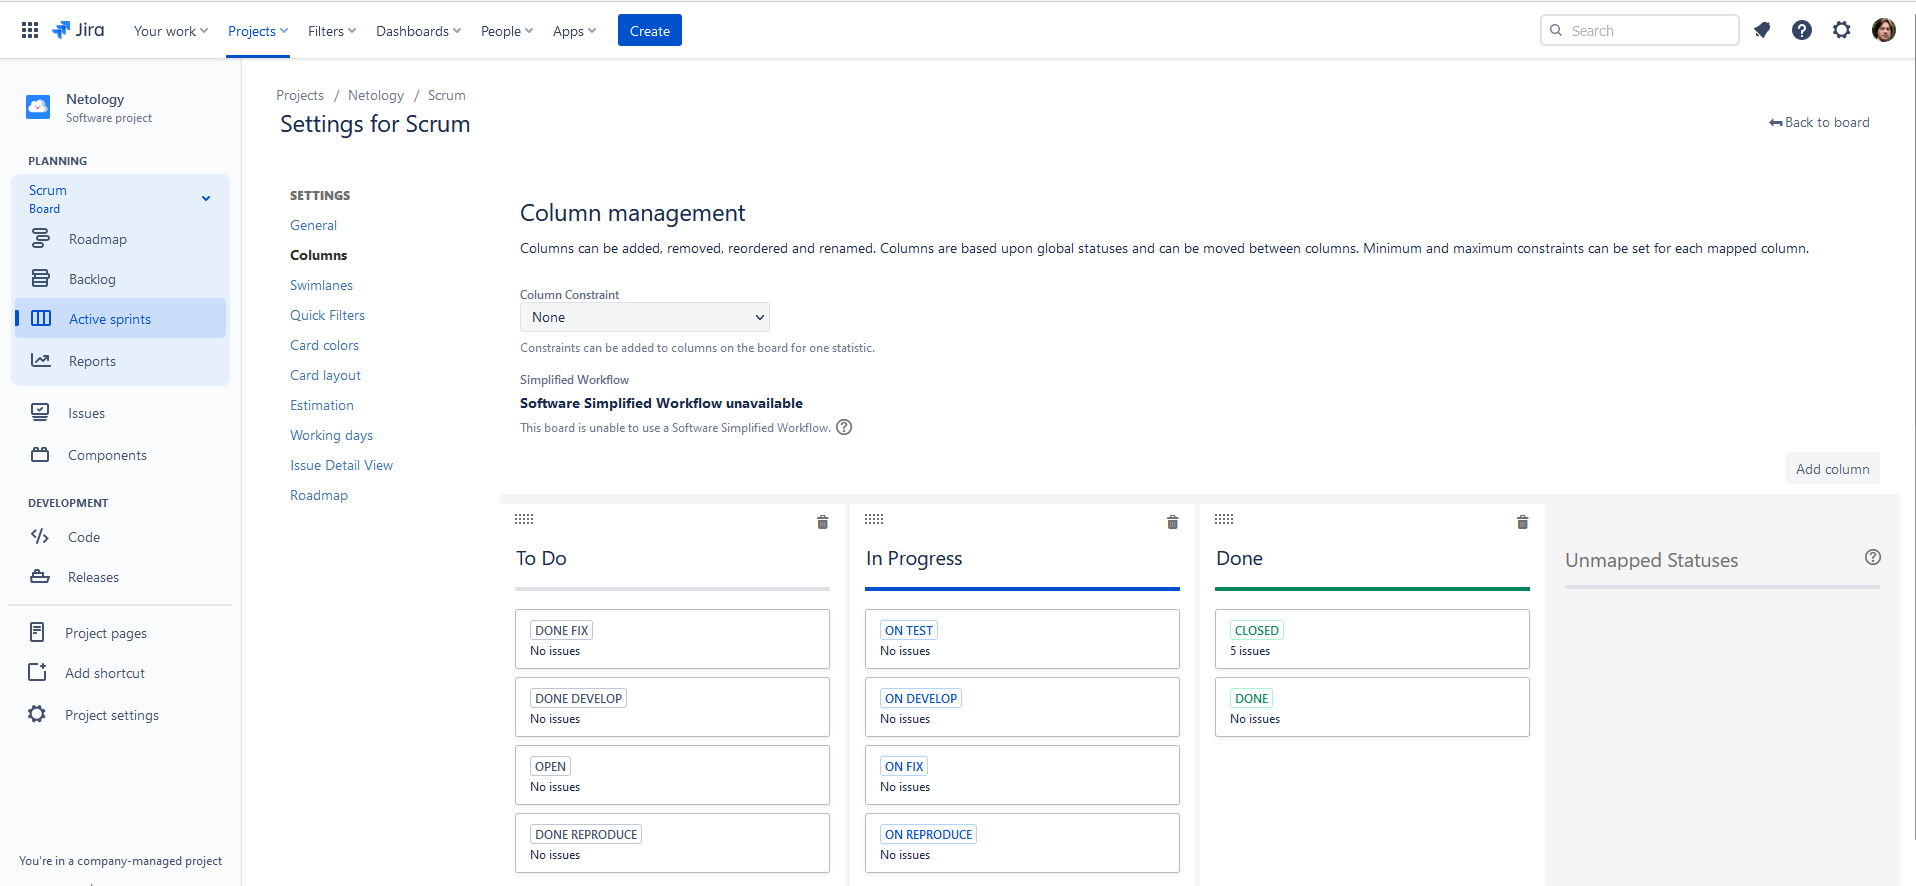 Jira Your work Projects Filters Dashboards People Apps Create Search
Netology
Software project
PLANNING
Scrum
Board
Roadmap
Backlog
Active sprints
Reports
Issues
Components
DEVELOPMENT
Code
Releases
Project pages
Add shortcut
Project settings
You're in a company-managed project
Projects / Netology / Scrum
Settings for Scrum
Back to board
SETTINGS
General
Columns
Swimlanes
Quick Filters
Card colors
Card layout
Estimation
Working days
Issue Detail View
Roadmap
Column management
Columns can be added, removed, reordered and renamed. Columns are based upon global statuses and can be moved between columns. Minimum and maximum constraints can be set for each mapped column.
Column Constraint
None
Constraints can be added to columns on the board for one statistic.
Simplified Workflow
Software Simplified Workflow unavailable
This board is unable to use a Software Simplified Workflow. ?
Add column
To Do
DONE FIX
No issues
DONE DEVELOP
No issues
OPEN
No issues
DONE REPRODUCE
No issues
In Progress
ON TEST
No issues
ON DEVELOP
No issues
ON FIX
No issues
ON REPRODUCE
No issues
Done
CLOSED
5 issues
DONE
No issues
Unmapped Statuses ?